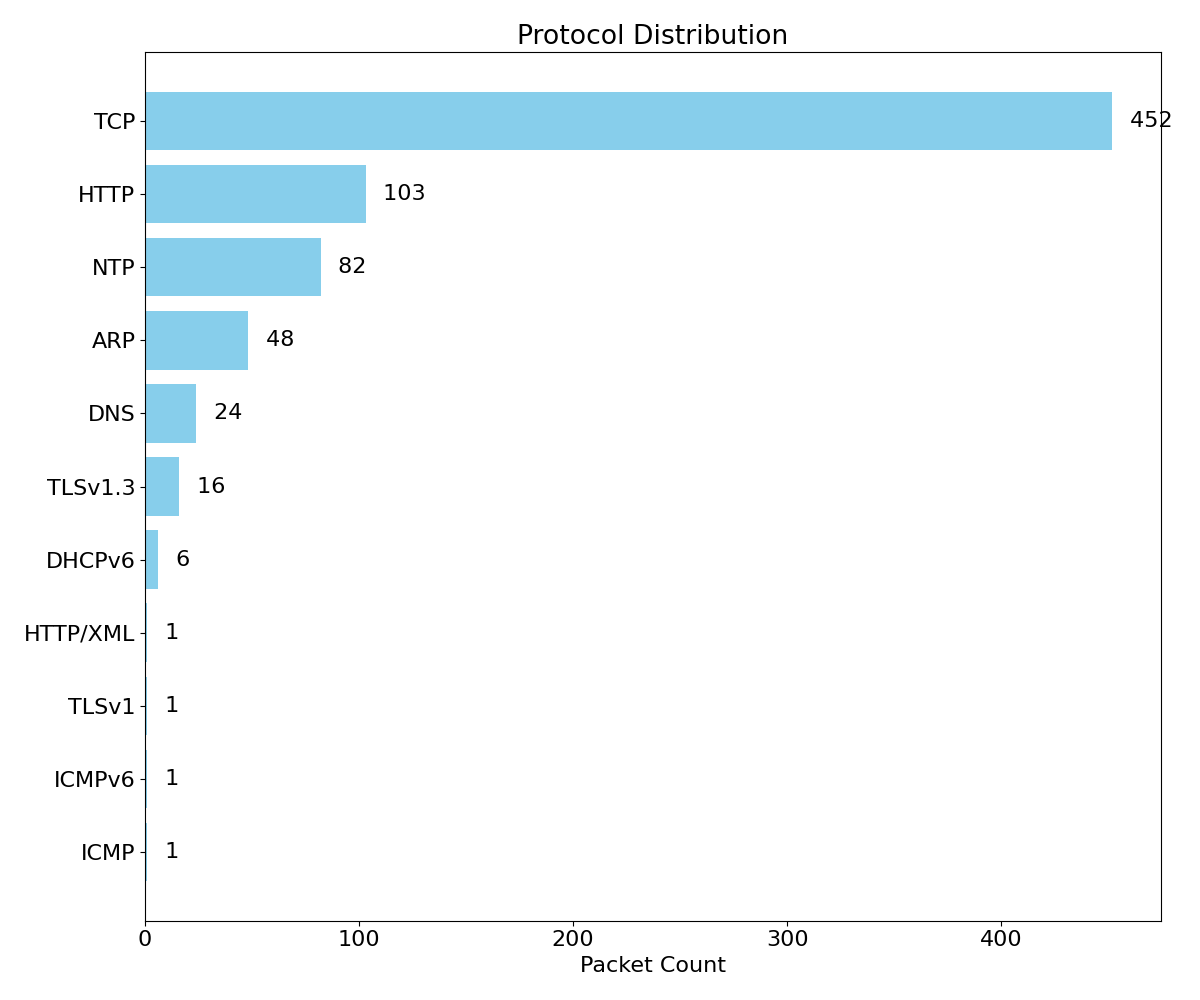 Protocol Distribution
TCP 452
HTTP 103
NTP 82
ARP 48
DNS 24
TLSv1.3 16
DHCPv6 6
HTTP/XML 1
TLSv1 1
ICMPv6 1
ICMP 1
0 100 200 300 400
Packet Count